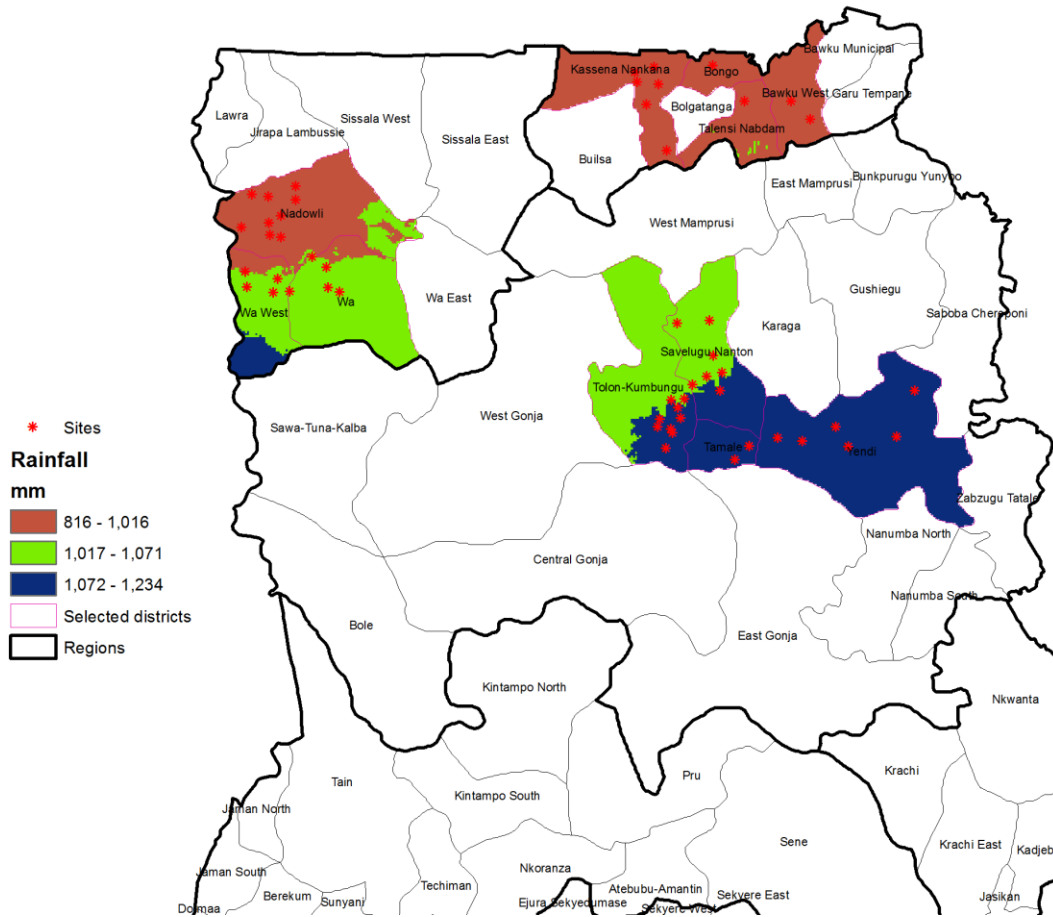 Bawku Municipal
Kassena Nankana
Bongo
Bawku West
Garu Tempane
Bolgatanga
Lawra
Sissala West
Jirapa Lambussie
Sissala East
Talensi Nabdam
Builsa
East Mamprusi
Bunkpurugu Yunyoo
Nadowli
West Mamprusi
Gushiegu
Wa East
Wa
Wa West
Saboba Chereponi
Karaga
Savelugu Nanton
Tolon-Kumbungu
West Gonja
Sawa-Tuna-Kalba
Tamale
Yendi
Zabzugu Tatale
Nanumba North
Central Gonja
Nanumba South
Bole
East Gonja
Kintampo North
Nkwanta
Krachi
Pru
Tain
Kintampo South
Jaman North
Sene
Krachi East
Kadjeb
Jaman South
Nkoranza
Techiman
Atebubu-Amantin
Berekum
Sekyere East
Jasikan
Sunyani
Ejura Sekyedumase
Sekyere West
Dormaa
Sites
Rainfall
mm
816 - 1,016
1,017 - 1,071
1,072 - 1,234
Selected districts
Regions